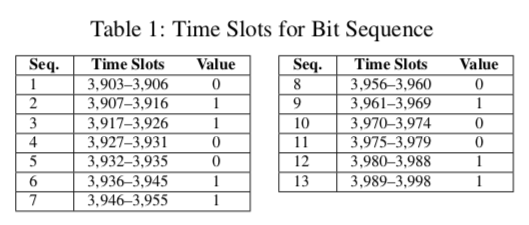 Table 1: Time Slots for Bit Sequence
Seq. Time Slots Value
1 3,903–3,906 0
2 3,907–3,916 1
3 3,917–3,926 1
4 3,927–3,931 0
5 3,932–3,935 0
6 3,936–3,945 1
7 3,946–3,955 1
Seq. Time Slots Value
8 3,956–3,960 0
9 3,961–3,969 1
10 3,970–3,974 0
11 3,975–3,979 0
12 3,980–3,988 1
13 3,989–3,998 1